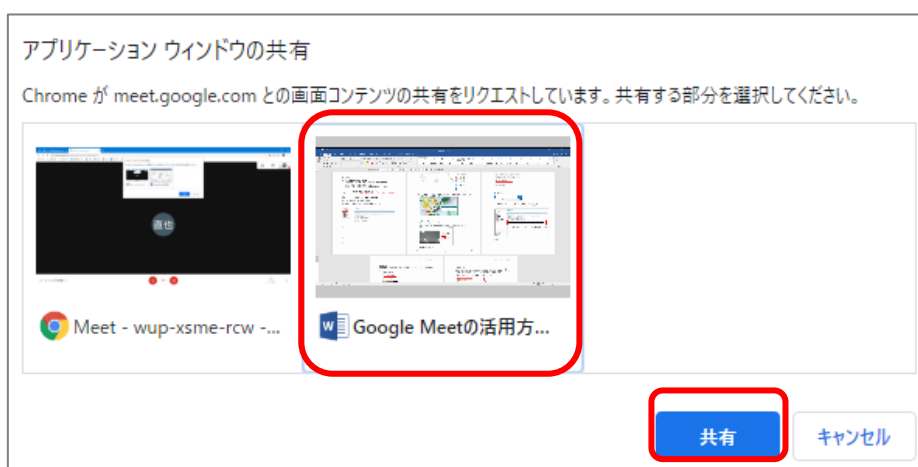 アプリケーション ウィンドウの共有
Chrome が meet.google.com との画面コンテンツの共有をリクエストしています。共有する部分を選択してください。
直也
Meet - wup-xsme-rcw -...
Google Meetの活用方...
共有
キャンセル